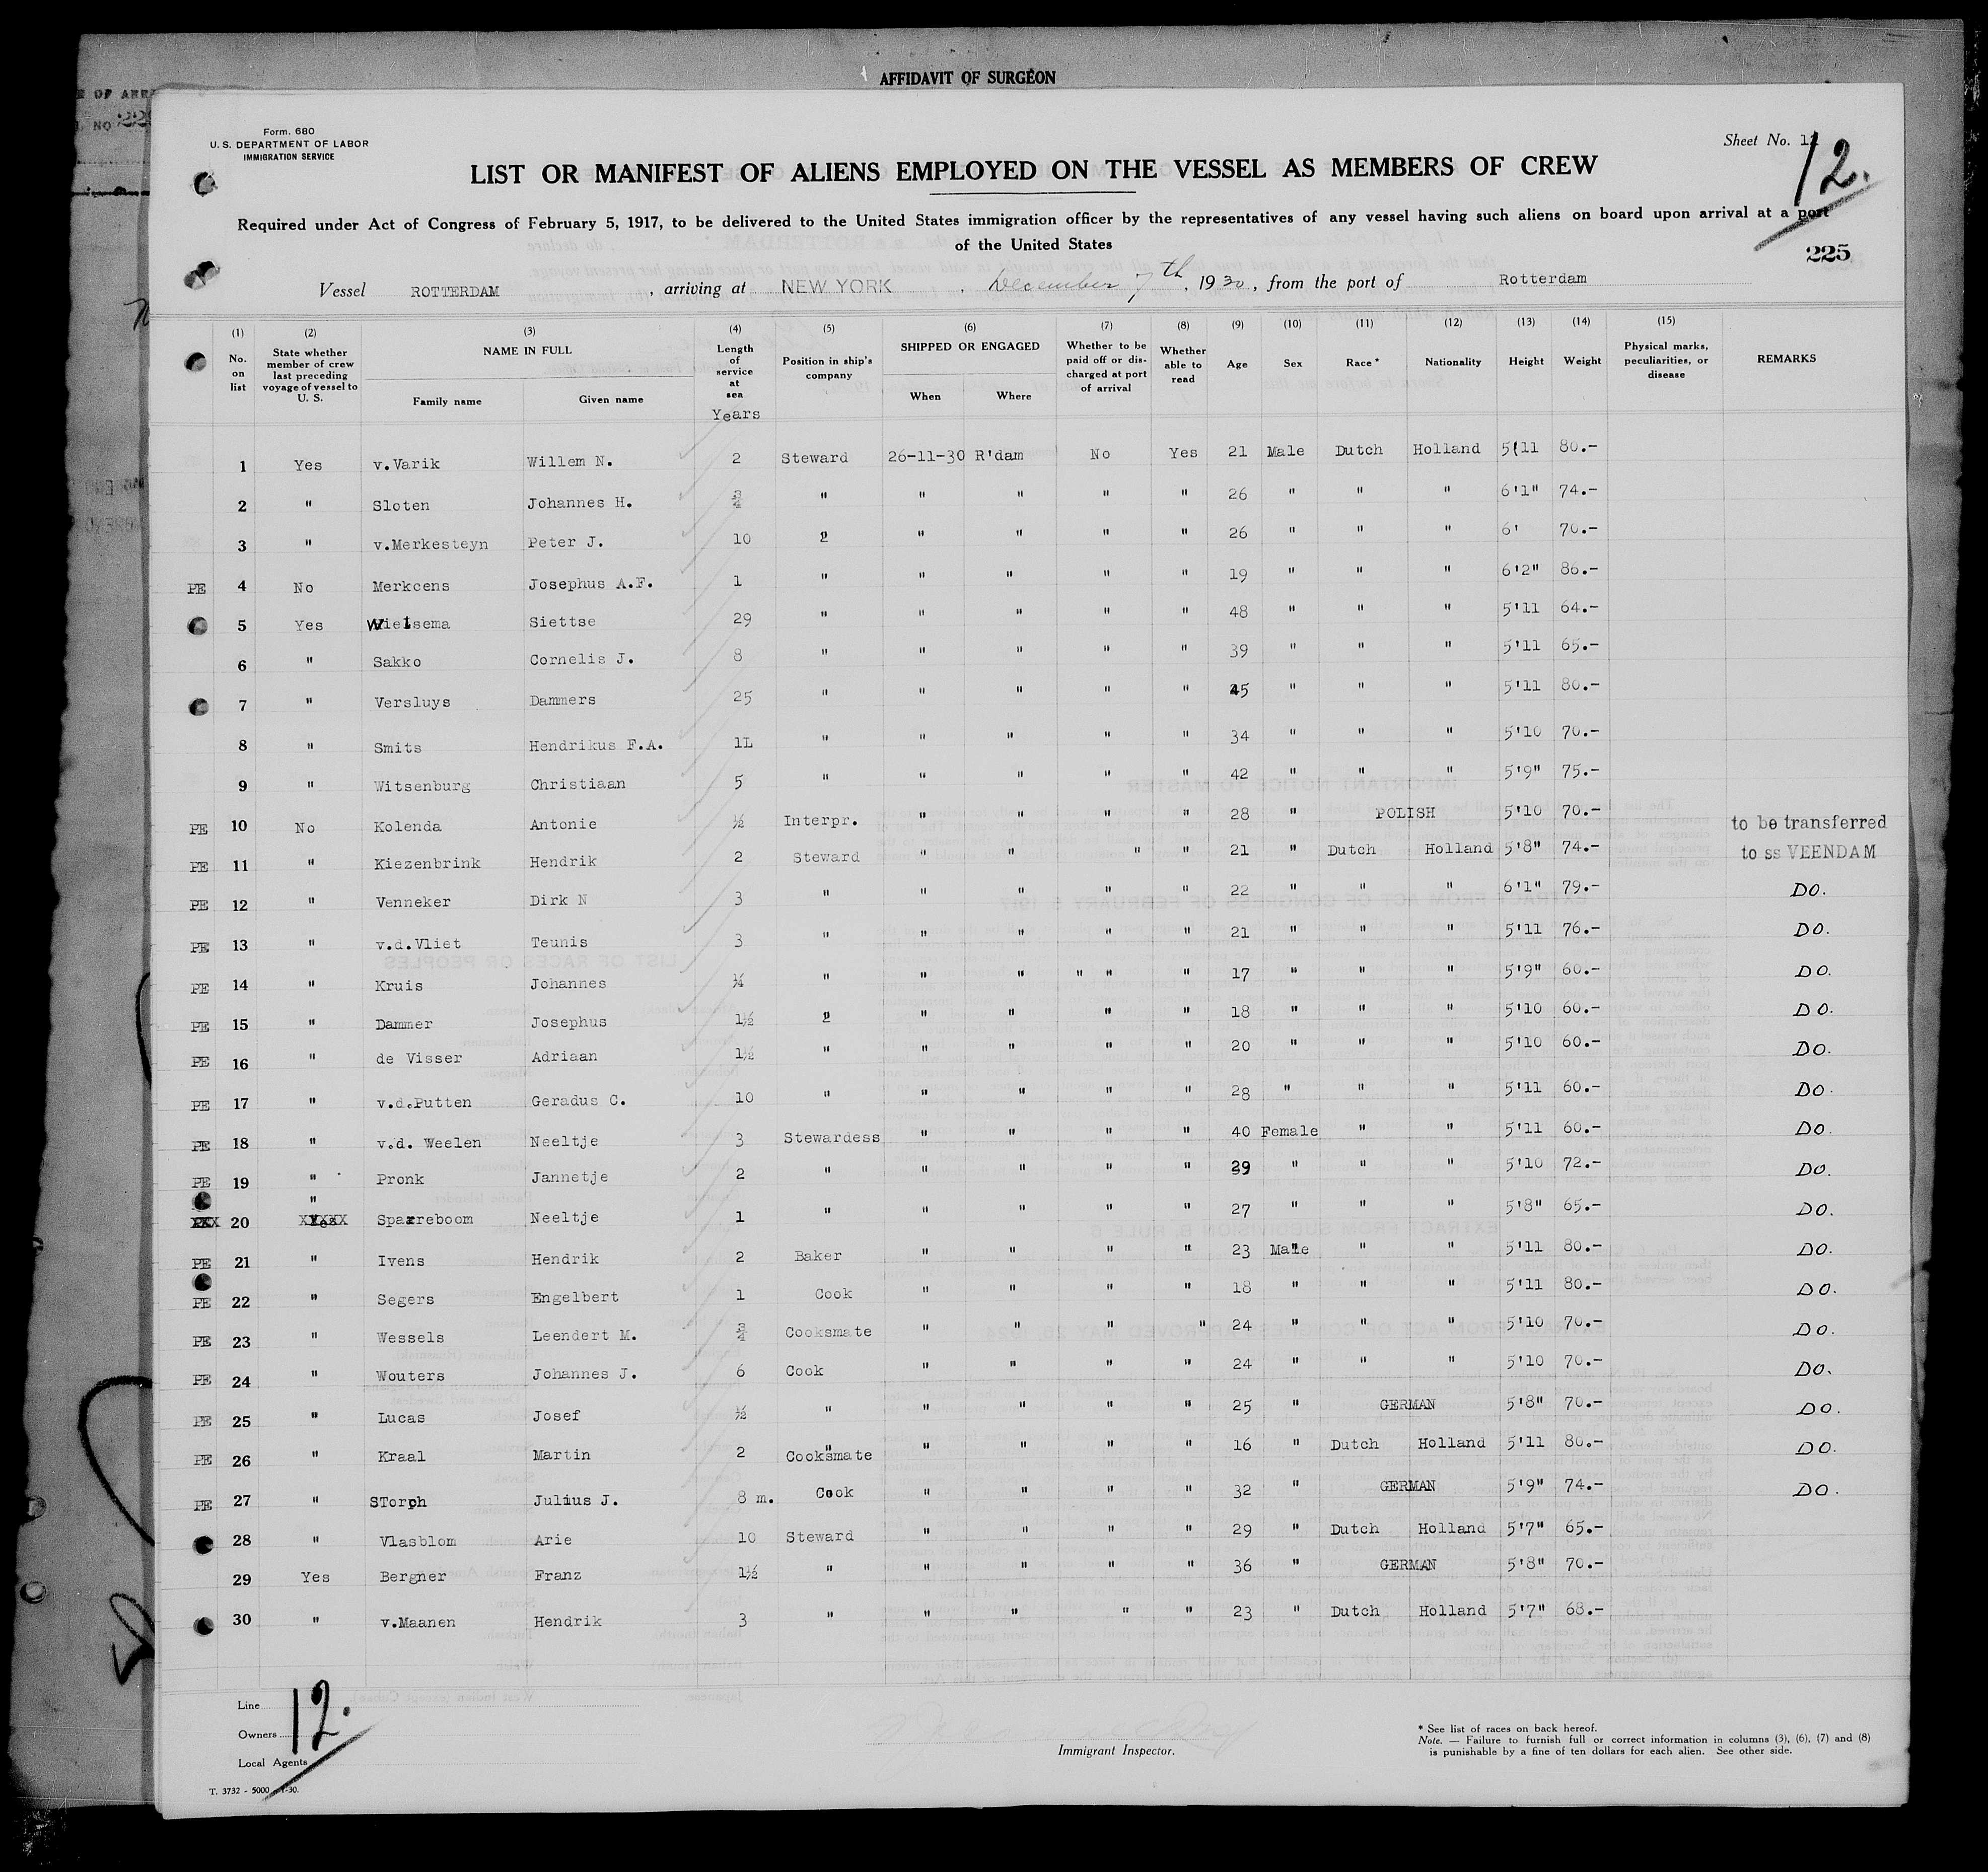 AFFIDAVIT OF SURGEON
Form. 680
U. S. DEPARTMENT OF LABOR
IMMIGRATION SERVICE
Sheet No. 12
12.
LIST OR MANIFEST OF ALIENS EMPLOYED ON THE VESSEL AS MEMBERS OF CREW
Required under Act of Congress of February 5, 1917, to be delivered to the United States immigration officer by the representatives of any vessel having such aliens on board upon arrival at a port
of the United States
225
Vessel ROTTERDAM , arriving at NEW YORK , December 7th , 1930 , from the port of Rotterdam
(1) No. on list (2) State whether member of crew last preceding voyage of vessel to U. S. (3) NAME IN FULL Family name Given name (4) Length of service at sea Years (5) Position in ship's company (6) SHIPPED OR ENGAGED When Where (7) Whether to be paid off or discharged at port of arrival (8) Whether able to read (9) Age (10) Sex (11) Race* (12) Nationality (13) Height (14) Weight (15) Physical marks, peculiarities, or disease REMARKS
1 Yes v.Varik Willem N. 2 Steward 26-11-30 R'dam No Yes 21 Male Dutch Holland 5'11 80.-
2 " Sloten Johannes H. ¾ " " " " " 26 " " " 6'1" 74.-
3 " v.Merkesteyn Peter J. 10 " " " " " 26 " " " 6' 70.-
PE 4 No Merkcens Josephus A.F. 1 " " " " " 19 " " " 6'2" 86.-
5 Yes Wielsema Siettse 29 " " " " " 48 " " " 5'11 64.-
6 " Sakko Cornelis J. 8 " " " " " 39 " " " 5'11 65.-
7 " Versluys Dammers 25 " " " " " 45 " " " 5'11 80.-
8 " Smits Hendrikus F.A. 1L " " " " " 34 " " " 5'10 70.-
9 " Witsenburg Christiaan 5 " " " " " 42 " " " 5'9" 75.-
PE 10 No Kolenda Antonie ½ Interpr. " " " " 28 " POLISH 5'10 70.- to be transferred
PE 11 " Kiezenbrink Hendrik 2 Steward " " " " 21 " Dutch Holland 5'8" 74.- to ss VEENDAM
PE 12 " Venneker Dirk N 3 " " " " " 22 " " " 6'1" 79.- DO.
PE 13 " v.d.Vliet Teunis 3 " " " " " 21 " " " 5'11 76.- DO.
PE 14 " Kruis Johannes ¼ " " " " " " 17 " " " 5'9" 60.- DO.
PE 15 " Dammer Josephus 1½ " " " " " 18 " " " 5'10 60.- DO.
PE 16 " de Visser Adriaan 1½ " " " " " 20 " " " 5'10 60.- DO.
PE 17 " v.d.Putten Geradus C. 10 " " " " " 28 " " " 5'11 60.- DO.
PE 18 " v.d. Weelen Neeltje 3 Stewardess " " " " 40 Female " " 5'11 60.- DO.
PE 19 " Pronk Jannetje 2 " " " " " 29 " " " 5'10 72.- DO.
20 " Sparreboom Neeltje 1 " " " " " 27 " " " 5'8" 65.- DO.
PE 21 " Ivens Hendrik 2 Baker " " " " 23 Male " " 5'11 80.- DO.
PE 22 " Segers Engelbert 1 Cook " " " " 18 " " " 5'11 80.- DO.
PE 23 " Wessels Leendert M. ¾ Cooksmate " " " " 24 " " " 5'10 70.- DO.
PE 24 " Wouters Johannes J. 6 Cook " " " " 24 " " " 5'10 70.- DO.
PE 25 " Lucas Josef ½ " " " " " 25 " GERMAN 5'8" 70.- DO.
PE 26 " Kraal Martin 2 Cooksmate " " " " 16 " Dutch Holland 5'11 80.- DO.
PE 27 " STorph Julius J. 8 m. Cook " " " " 32 " GERMAN 5'9" 74.- DO.
28 " Vlasblom Arie 10 Steward " " " " 29 " Dutch Holland 5'7" 65.-
29 Yes Bergner Franz 1½ " " " " " 36 " GERMAN 5'8" 70.-
30 " v.Maanen Hendrik 3 " " " " " 23 " Dutch Holland 5'7" 68.-
Line
Owners
Local Agents
12.
Immigrant Inspector.
* See list of races on back hereof.
Note. — Failure to furnish full or correct information in columns (3), (6), (7) and (8)
is punishable by a fine of ten dollars for each alien. See other side.
T. 3732 - 5000